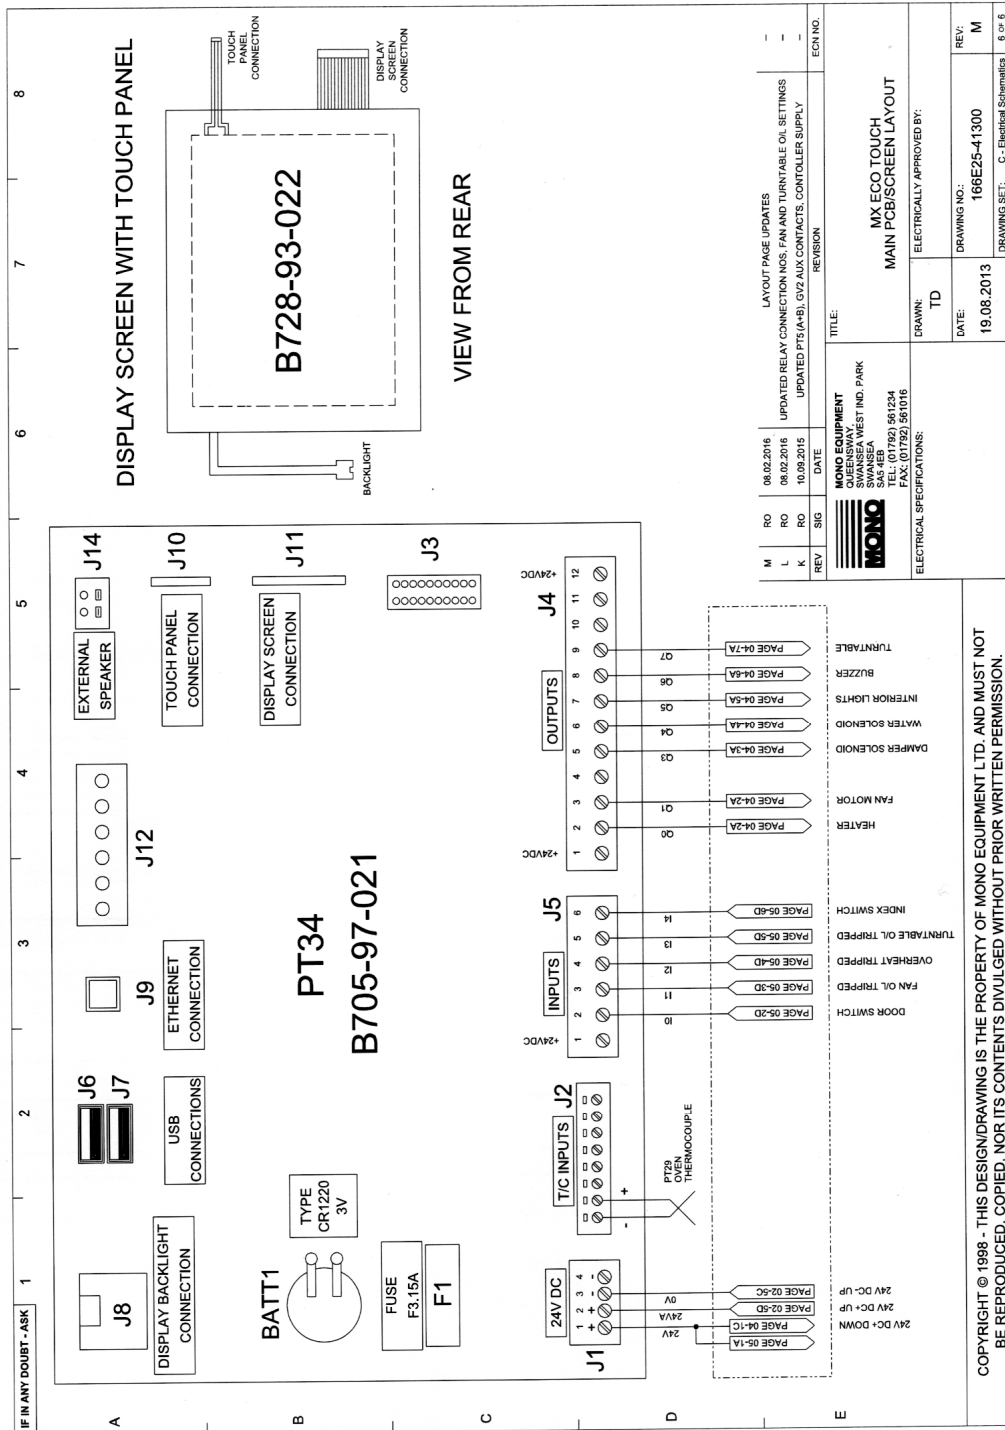 IF IN ANY DOUBT - ASK
1
2
3
4
5
6
7
8
A
B
C
D
E
J8
DISPLAY BACKLIGHT
CONNECTION
J6
J7
USB
CONNECTIONS
J9
ETHERNET
CONNECTION
J12
EXTERNAL
SPEAKER
J14
TOUCH PANEL
CONNECTION
J10
DISPLAY SCREEN
CONNECTION
J11
J3
BATT1
TYPE
CR1220
3V
FUSE
F3.15A
F1
PT34
B705-97-021
24V DC
J1
1
2
3
4
+
+
-
-
T/C INPUTS
J2
-
+
PT29
OVEN
THERMOCOUPLE
INPUTS
J5
+24VDC
1
2
3
4
5
6
OUTPUTS
J4
+24VDC
1
2
3
4
5
6
7
8
9
10
11
12
+24VDC
24V
24VA
0V
I0
I1
I2
I3
I4
Q0
Q1
Q3
Q4
Q5
Q6
Q7
PAGE 05-1A
PAGE 04-1C
PAGE 02-5D
PAGE 02-5C
PAGE 05-2D
PAGE 05-3D
PAGE 05-4D
PAGE 05-5D
PAGE 05-6D
PAGE 04-2A
PAGE 04-2A
PAGE 04-3A
PAGE 04-4A
PAGE 04-5A
PAGE 04-6A
PAGE 04-7A
24V DC+ DOWN
24V DC+ UP
24V DC- UP
DOOR SWITCH
FAN O/L TRIPPED
OVERHEAT TRIPPED
TURNTABLE O/L TRIPPED
INDEX SWITCH
HEATER
FAN MOTOR
DAMPER SOLENOID
WATER SOLENOID
INTERIOR LIGHTS
BUZZER
TURNTABLE
DISPLAY SCREEN WITH TOUCH PANEL
TOUCH
PANEL
CONNECTION
DISPLAY
SCREEN
CONNECTION
B728-93-022
BACKLIGHT
VIEW FROM REAR
M RO 08.02.2016 LAYOUT PAGE UPDATES -
L RO 08.02.2016 UPDATED RELAY CONNECTION NOS, FAN AND TURNTABLE O/L SETTINGS -
K RO 10.09.2015 UPDATED PT5 (A+B), GV2 AUX CONTACTS, CONTOLLER SUPPLY -
REV SIG DATE REVISION ECN NO.
MONO
MONO EQUIPMENT
QUEENSWAY,
SWANSEA WEST IND. PARK
SWANSEA
SA5 4EB
TEL: (01792) 561234
FAX: (01792) 561016
TITLE:
MX ECO TOUCH
MAIN PCB/SCREEN LAYOUT
ELECTRICAL SPECIFICATIONS:
DRAWN:
TD
ELECTRICALLY APPROVED BY:
DATE:
19.08.2013
DRAWING NO.:
166E25-41300
REV:
M
DRAWING SET: C - Electrical Schematics 6 OF 6
COPYRIGHT © 1998 - THIS DESIGN/DRAWING IS THE PROPERTY OF MONO EQUIPMENT LTD. AND MUST NOT
BE REPRODUCED, COPIED, NOR ITS CONTENTS DIVULGED WITHOUT PRIOR WRITTEN PERMISSION.